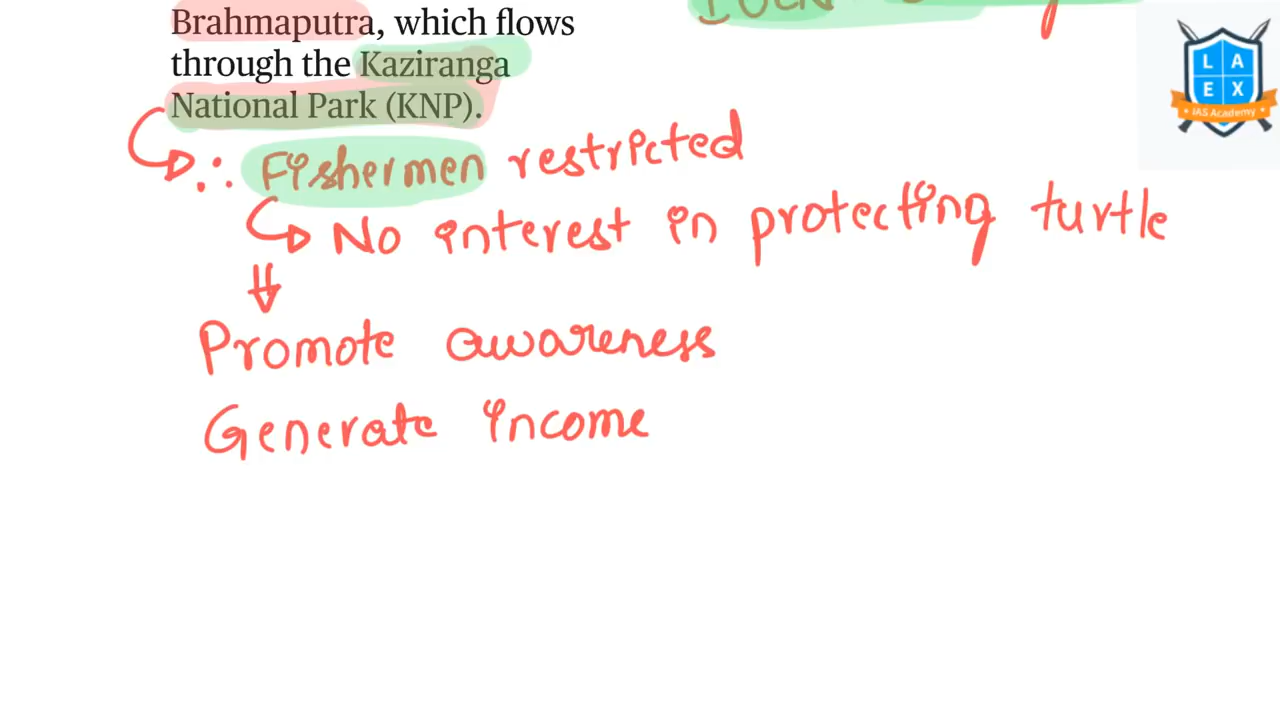 Brahmaputra, which flows
through the Kaziranga
National Park (KNP).
∴ Fishermen restricted
No interest in protecting turtle
Promote awareness
Generate income
L A
E X
IAS Academy